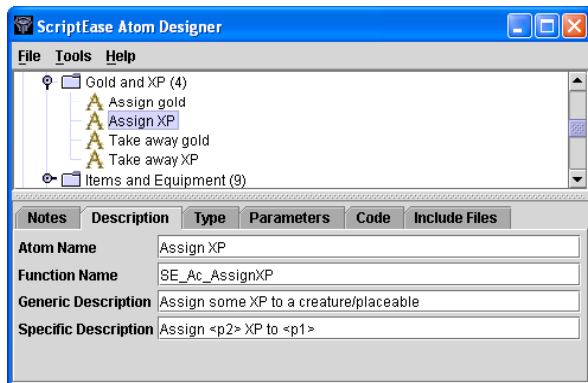 ScriptEase Atom Designer
File Tools Help
Gold and XP (4)
Assign gold
Assign XP
Take away gold
Take away XP
Items and Equipment (9)
Notes Description Type Parameters Code Include Files
Atom Name Assign XP
Function Name SE_Ac_AssignXP
Generic Description Assign some XP to a creature/placeable
Specific Description Assign <p2> XP to <p1>